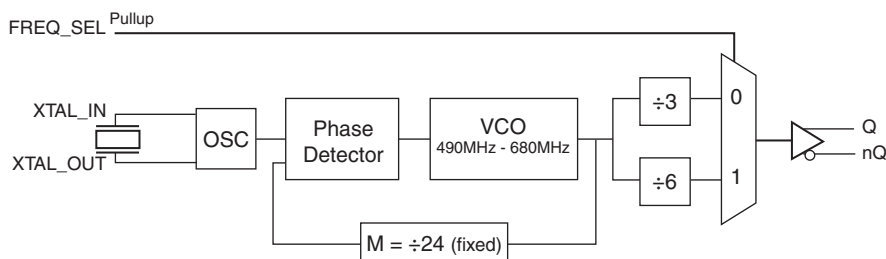 FREQ_SEL Pullup
XTAL_IN
XTAL_OUT
OSC
Phase
Detector
VCO
490MHz - 680MHz
÷3
÷6
0
1
Q
nQ
M = ÷24 (fixed)